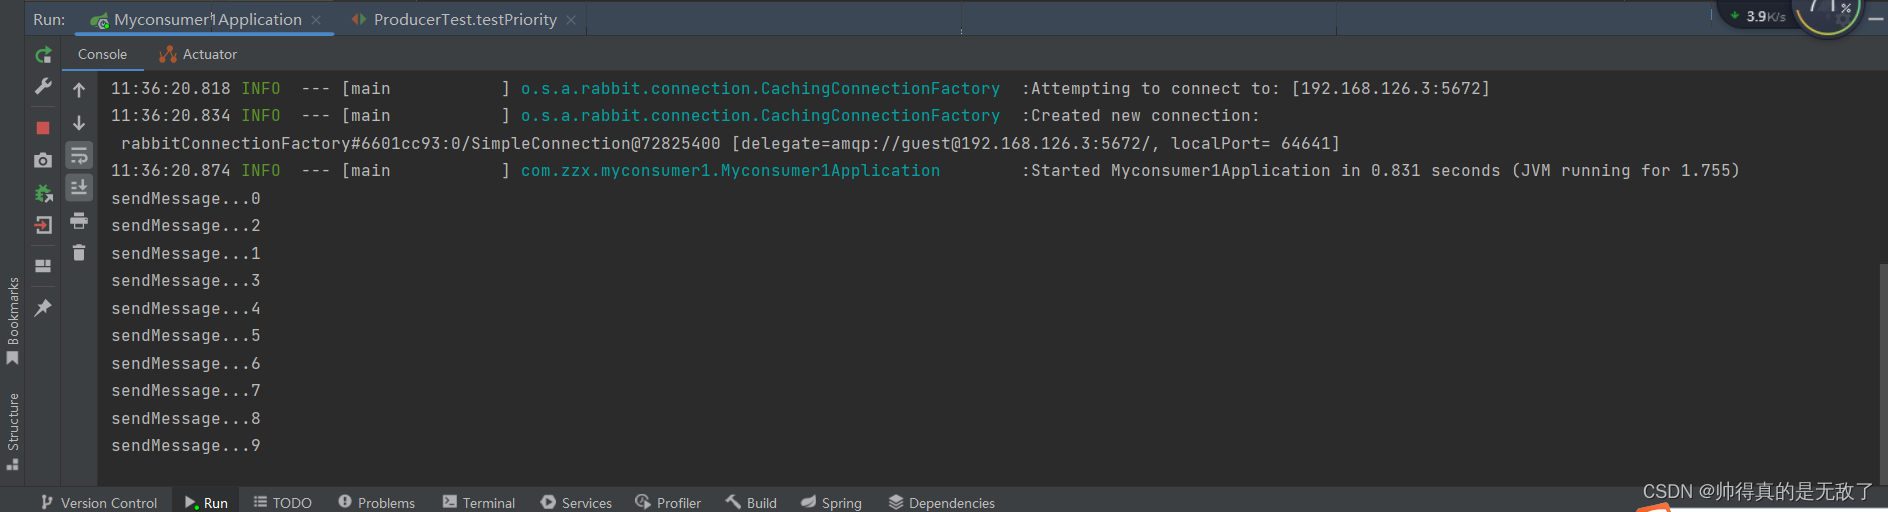 Run: Myconsumer1Application × ProducerTest.testPriority ×
3.9K/s 71%
Console Actuator
11:36:20.818 INFO --- [main ] o.s.a.rabbit.connection.CachingConnectionFactory :Attempting to connect to: [192.168.126.3:5672]
11:36:20.834 INFO --- [main ] o.s.a.rabbit.connection.CachingConnectionFactory :Created new connection:
rabbitConnectionFactory#6601cc93:0/SimpleConnection@72825400 [delegate=amqp://guest@192.168.126.3:5672/, localPort= 64641]
11:36:20.874 INFO --- [main ] com.zzx.myconsumer1.Myconsumer1Application :Started Myconsumer1Application in 0.831 seconds (JVM running for 1.755)
sendMessage...0
sendMessage...2
sendMessage...1
sendMessage...3
sendMessage...4
sendMessage...5
sendMessage...6
sendMessage...7
sendMessage...8
sendMessage...9
Bookmarks
Structure
Version Control Run TODO Problems Terminal Services Profiler Build Spring Dependencies
CSDN @帅得真的是无敌了